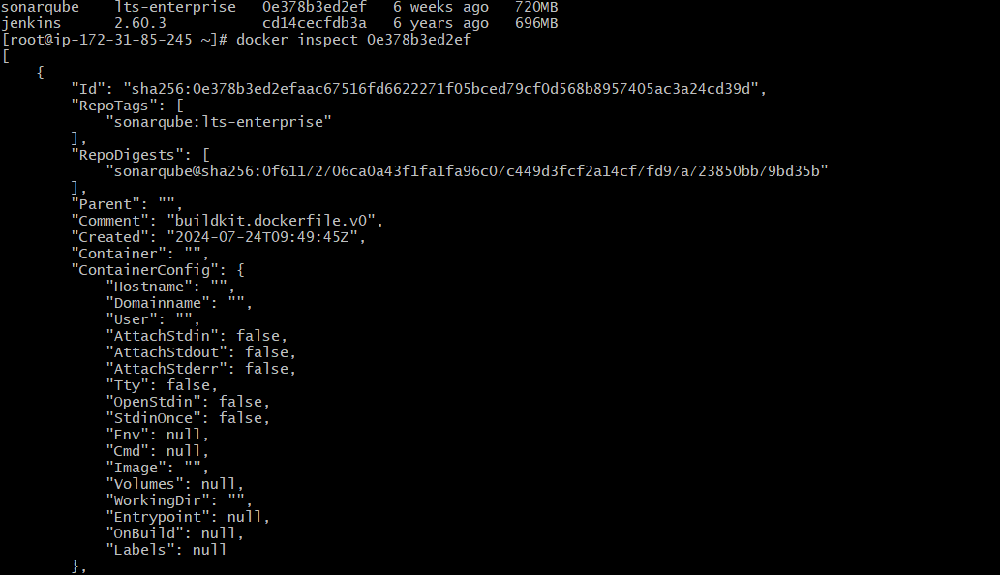 sonarqube    lts-enterprise   0e378b3ed2ef   6 weeks ago   720MB
jenkins      2.60.3           cd14cecfdb3a   6 years ago   696MB
[root@ip-172-31-85-245 ~]# docker inspect 0e378b3ed2ef
[
    {
        "Id": "sha256:0e378b3ed2efaac67516fd6622271f05bced79cf0d568b8957405ac3a24cd39d",
        "RepoTags": [
            "sonarqube:lts-enterprise"
        ],
        "RepoDigests": [
            "sonarqube@sha256:0f61172706ca0a43f1fa1fa96c07c449d3fcf2a14cf7fd97a723850bb79bd35b"
        ],
        "Parent": "",
        "Comment": "buildkit.dockerfile.v0",
        "Created": "2024-07-24T09:49:45Z",
        "Container": "",
        "ContainerConfig": {
            "Hostname": "",
            "Domainname": "",
            "User": "",
            "AttachStdin": false,
            "AttachStdout": false,
            "AttachStderr": false,
            "Tty": false,
            "OpenStdin": false,
            "StdinOnce": false,
            "Env": null,
            "Cmd": null,
            "Image": "",
            "Volumes": null,
            "WorkingDir": "",
            "Entrypoint": null,
            "OnBuild": null,
            "Labels": null
        },